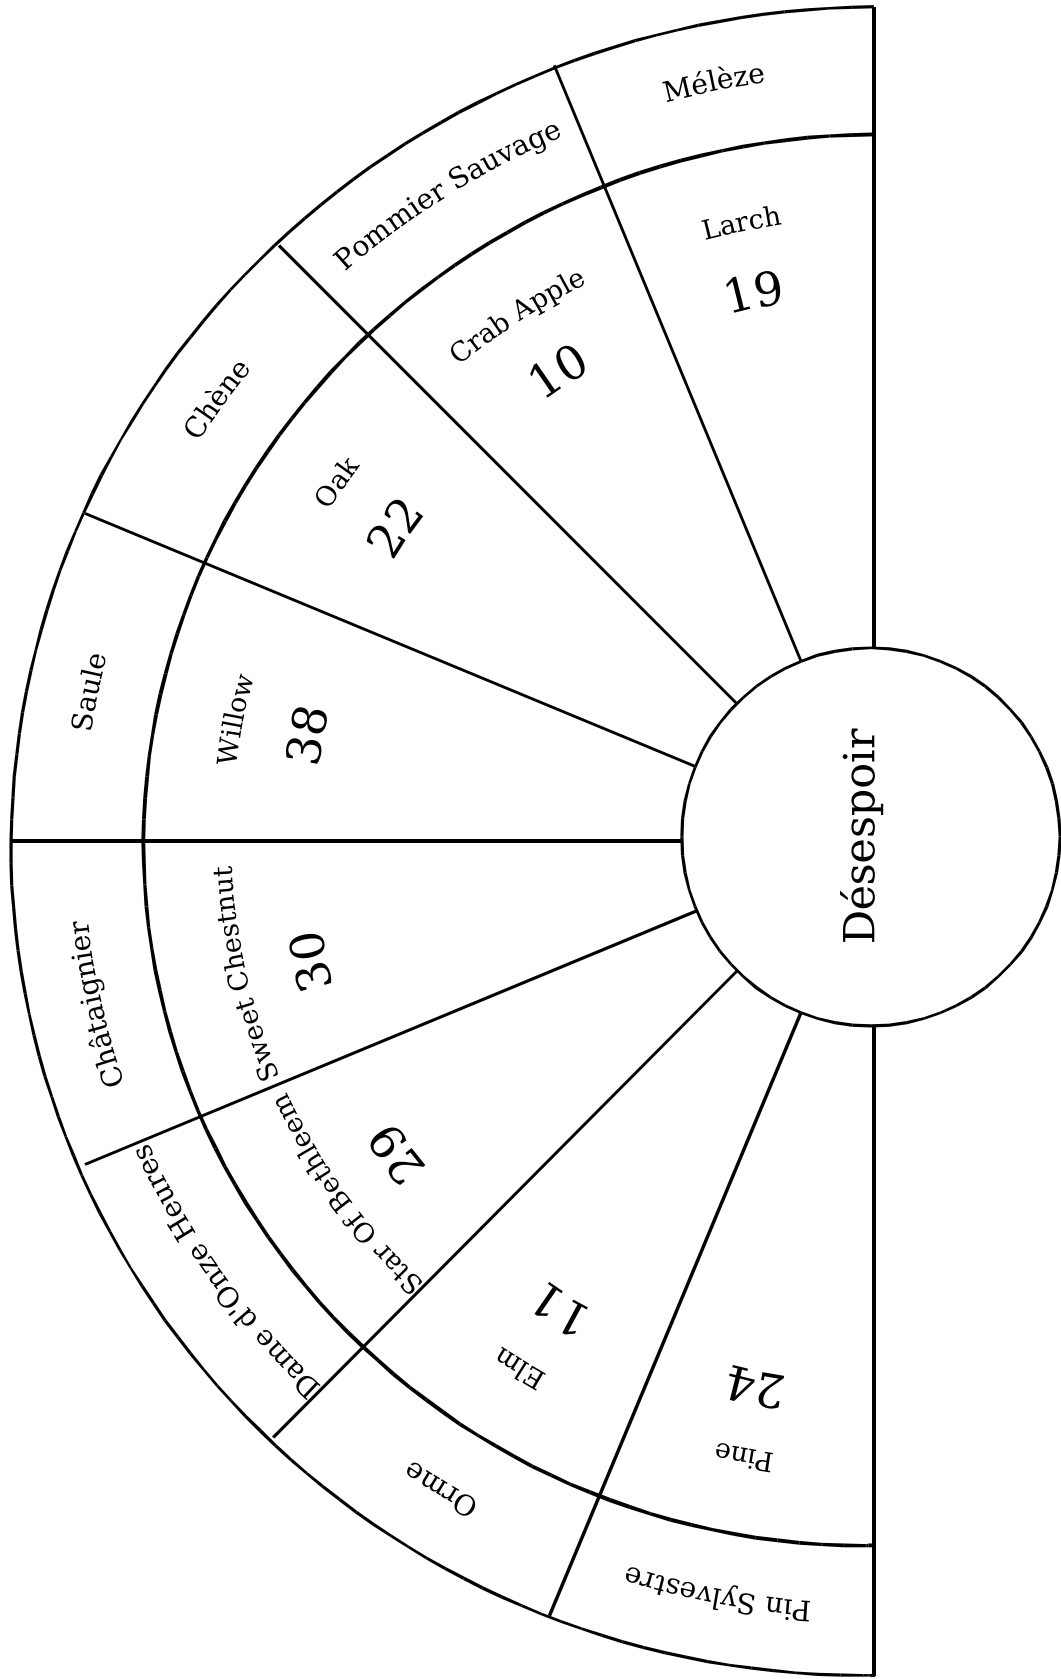 Mélèze
Larch
19
Pommier Sauvage
Crab Apple
10
Chène
Oak
22
Saule
Willow
38
Châtaignier
Sweet Chestnut
30
Dame d'Onze Heures
Star Of Bethleem
29
Orme
Elm
11
Pin Sylvestre
Pine
24
Désespoir